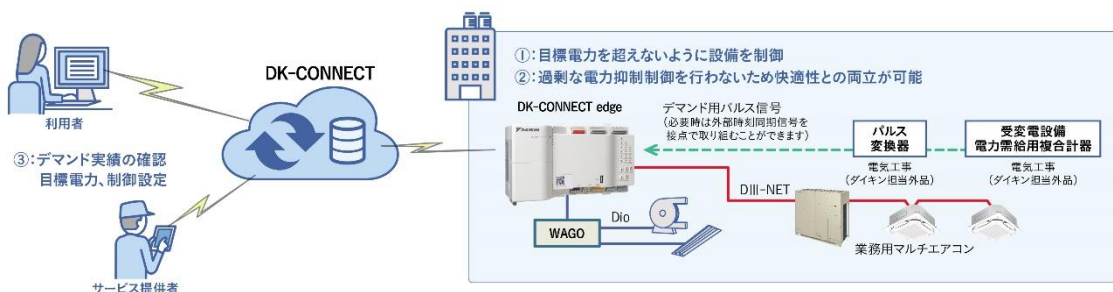 ①:目標電力を超えないように設備を制御
②:過剰な電力抑制制御を行わないため快適性との両立が可能
DK-CONNECT
利用者
③:デマンド実績の確認
目標電力、制御設定
サービス提供者
DK-CONNECT edge
デマンド用パルス信号
(必要時は外部時刻同期信号を
接点で取り組むことができます)
パルス
変換器
電気工事
(ダイキン担当外品)
受変電設備
電力需給用複合計器
電気工事
(ダイキン担当外品)
DIII-NET
Dio
WAGO
業務用マルチエアコン